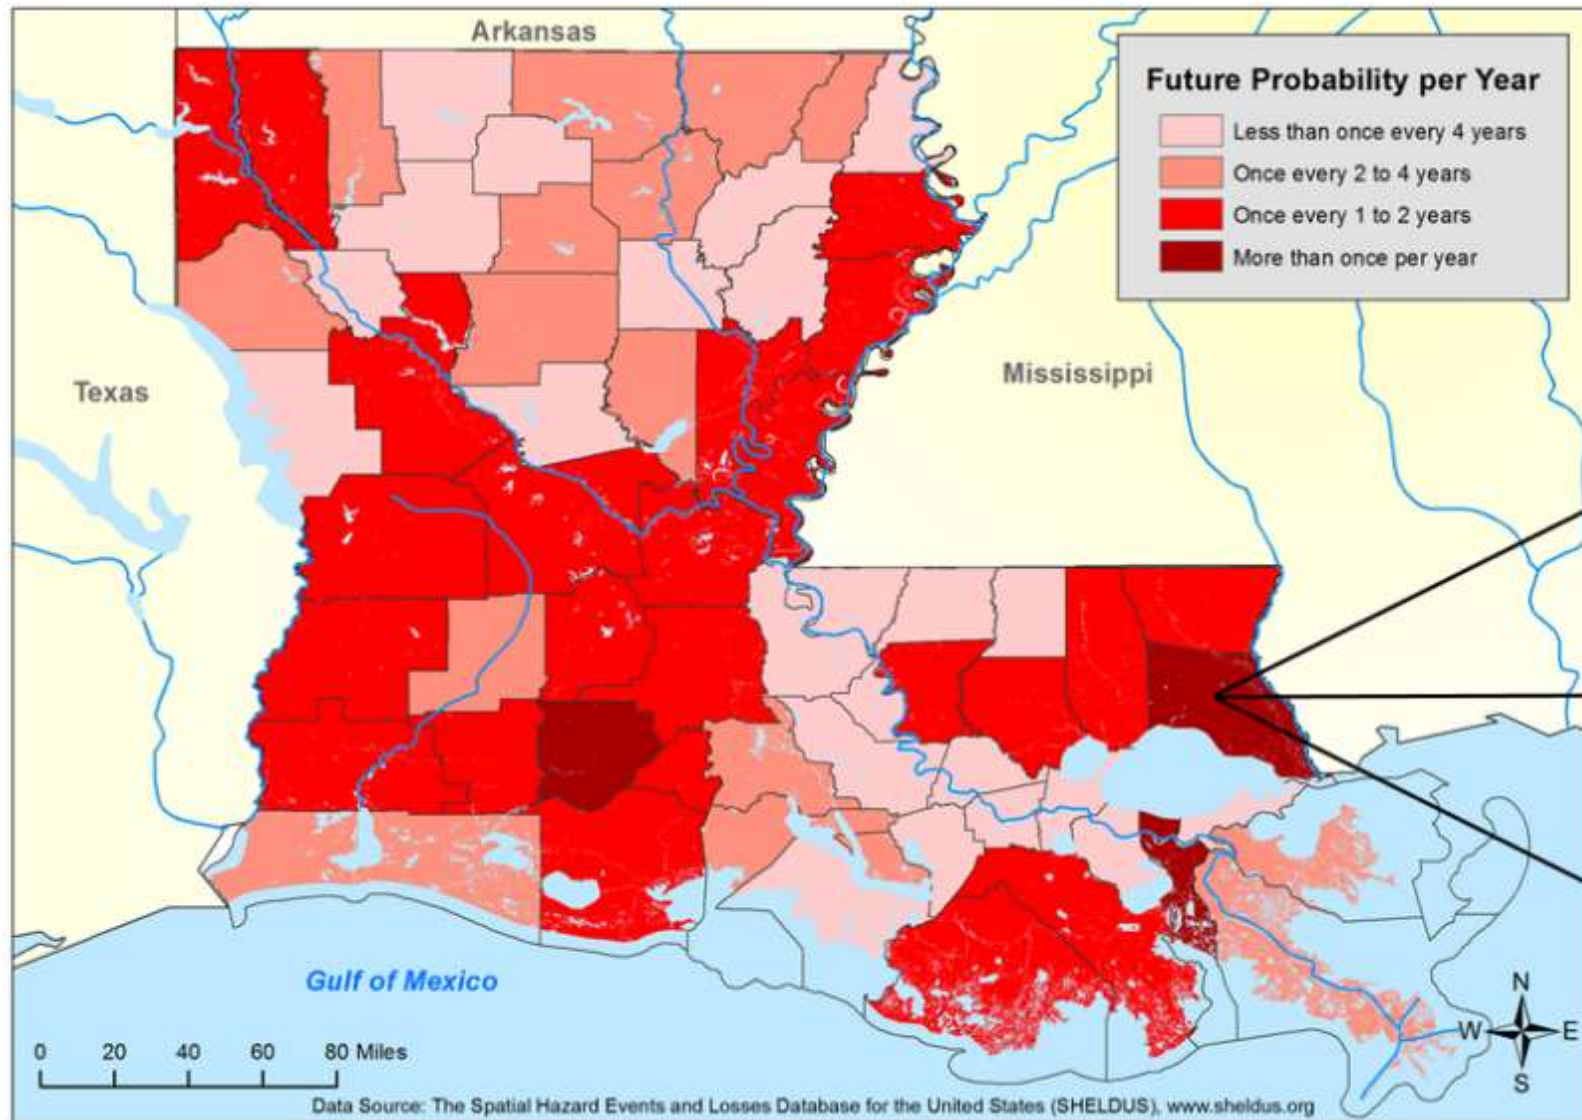 Arkansas
Future Probability per Year
Less than once every 4 years
Once every 2 to 4 years
Once every 1 to 2 years
More than once per year
Texas
Mississippi
Gulf of Mexico
N
W E
S
0 20 40 60 80 Miles
Data Source: The Spatial Hazard Events and Losses Database for the United States (SHELDUS), www.sheldus.org